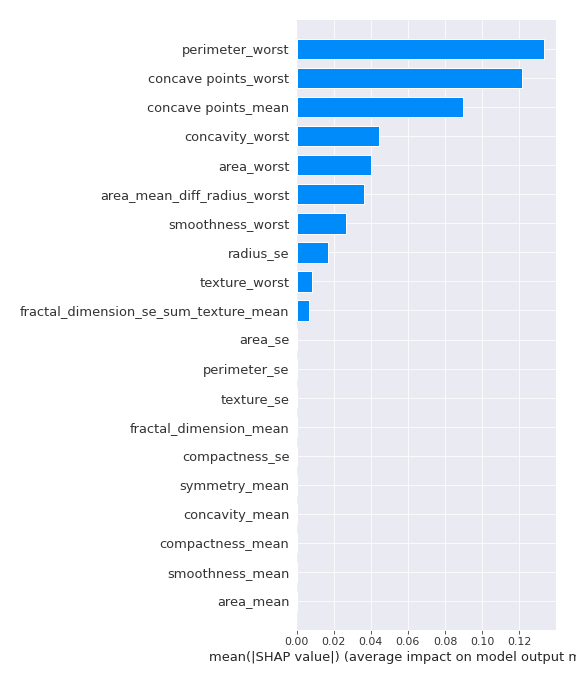 perimeter_worst
concave points_worst
concave points_mean
concavity_worst
area_worst
area_mean_diff_radius_worst
smoothness_worst
radius_se
texture_worst
fractal_dimension_se_sum_texture_mean
area_se
perimeter_se
texture_se
fractal_dimension_mean
compactness_se
symmetry_mean
concavity_mean
compactness_mean
smoothness_mean
area_mean
0.00 0.02 0.04 0.06 0.08 0.10 0.12
mean(|SHAP value|) (average impact on model output m